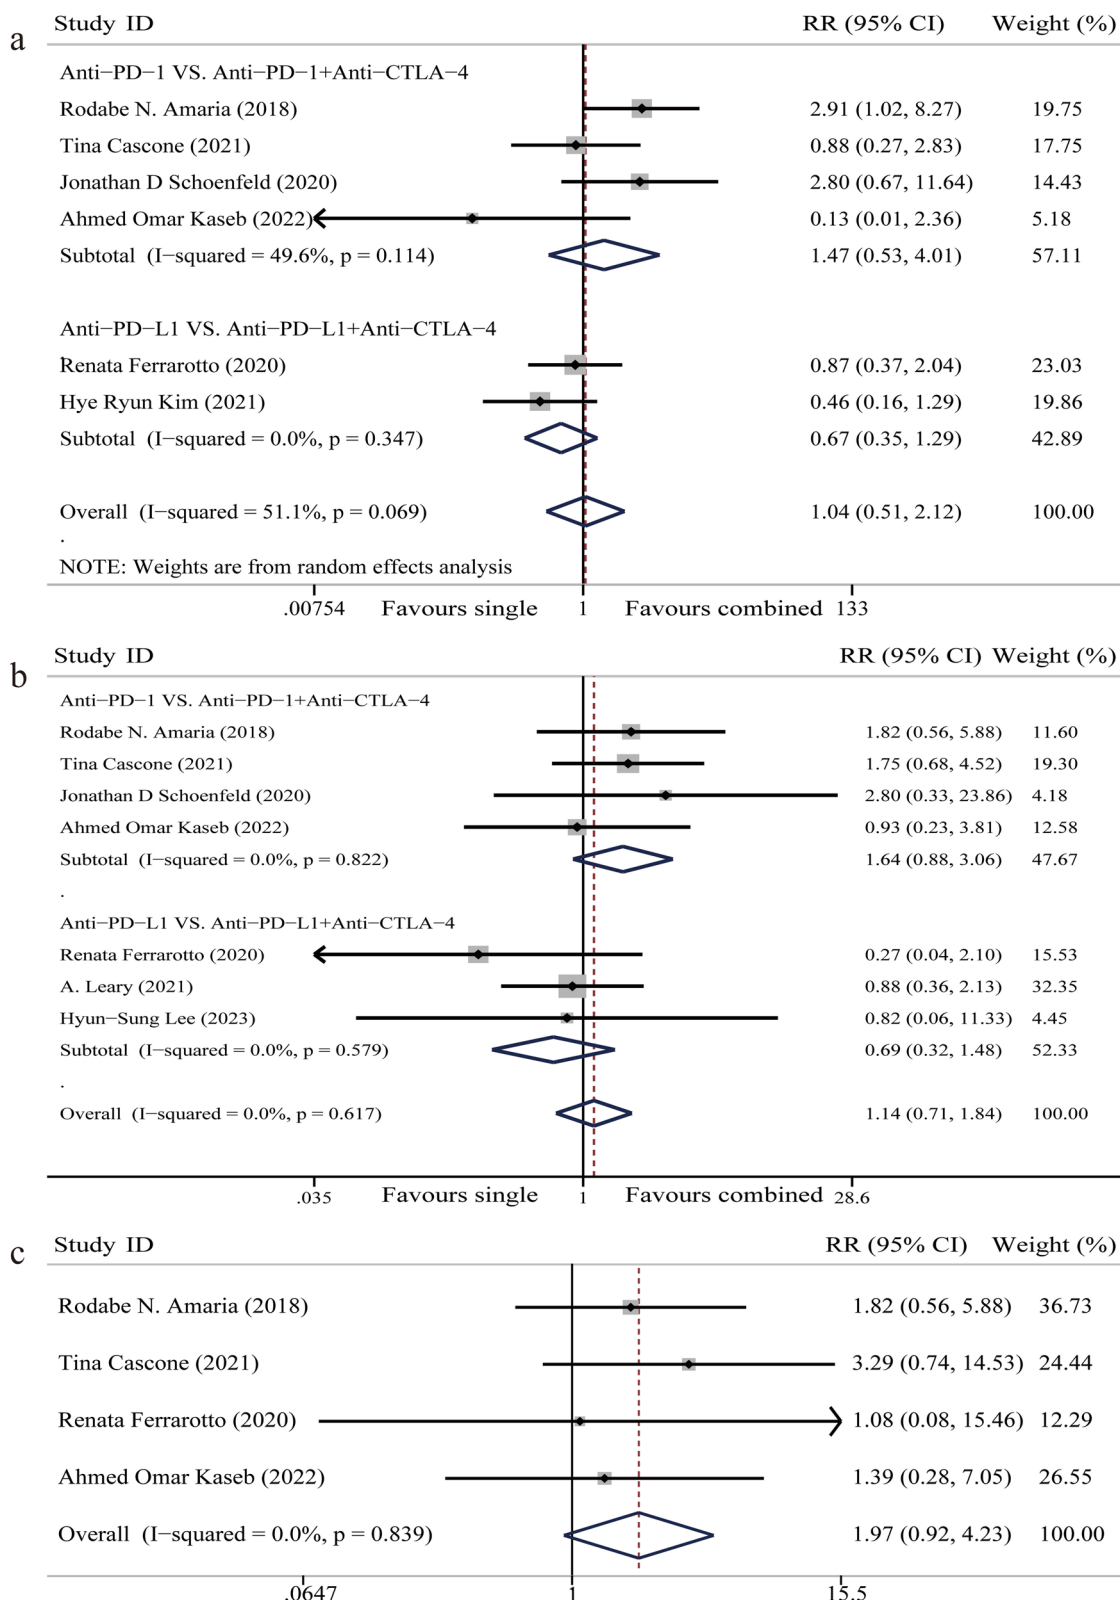 a
Study ID RR (95% CI) Weight (%)
Anti−PD−1 VS. Anti−PD−1+Anti−CTLA−4
Rodabe N. Amaria (2018) 2.91 (1.02, 8.27) 19.75
Tina Cascone (2021) 0.88 (0.27, 2.83) 17.75
Jonathan D Schoenfeld (2020) 2.80 (0.67, 11.64) 14.43
Ahmed Omar Kaseb (2022) 0.13 (0.01, 2.36) 5.18
Subtotal (I−squared = 49.6%, p = 0.114) 1.47 (0.53, 4.01) 57.11
Anti−PD−L1 VS. Anti−PD−L1+Anti−CTLA−4
.
Renata Ferrarotto (2020) 0.87 (0.37, 2.04) 23.03
Hye Ryun Kim (2021) 0.46 (0.16, 1.29) 19.86
Subtotal (I−squared = 0.0%, p = 0.347) 0.67 (0.35, 1.29) 42.89
Overall (I−squared = 51.1%, p = 0.069) 1.04 (0.51, 2.12) 100.00
.
NOTE: Weights are from random effects analysis
.00754 Favours single 1 Favours combined 133
b
Study ID RR (95% CI) Weight (%)
Anti−PD−1 VS. Anti−PD−1+Anti−CTLA−4
Rodabe N. Amaria (2018) 1.82 (0.56, 5.88) 11.60
Tina Cascone (2021) 1.75 (0.68, 4.52) 19.30
Jonathan D Schoenfeld (2020) 2.80 (0.33, 23.86) 4.18
Ahmed Omar Kaseb (2022) 0.93 (0.23, 3.81) 12.58
Subtotal (I−squared = 0.0%, p = 0.822) 1.64 (0.88, 3.06) 47.67
.
Anti−PD−L1 VS. Anti−PD−L1+Anti−CTLA−4
Renata Ferrarotto (2020) 0.27 (0.04, 2.10) 15.53
A. Leary (2021) 0.88 (0.36, 2.13) 32.35
Hyun−Sung Lee (2023) 0.82 (0.06, 11.33) 4.45
Subtotal (I−squared = 0.0%, p = 0.579) 0.69 (0.32, 1.48) 52.33
.
Overall (I−squared = 0.0%, p = 0.617) 1.14 (0.71, 1.84) 100.00
.035 Favours single 1 Favours combined 28.6
c
Study ID RR (95% CI) Weight (%)
Rodabe N. Amaria (2018) 1.82 (0.56, 5.88) 36.73
Tina Cascone (2021) 3.29 (0.74, 14.53) 24.44
Renata Ferrarotto (2020) 1.08 (0.08, 15.46) 12.29
Ahmed Omar Kaseb (2022) 1.39 (0.28, 7.05) 26.55
Overall (I−squared = 0.0%, p = 0.839) 1.97 (0.92, 4.23) 100.00
.0647 1 15.5